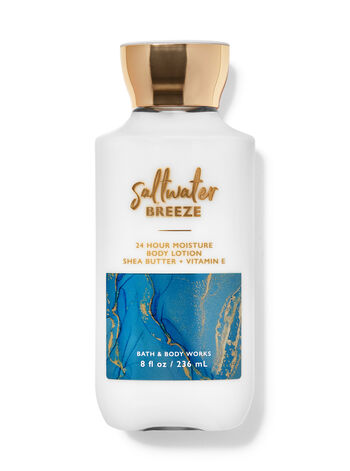 Saltwater
BREEZE
24 HOUR MOISTURE
BODY LOTION
SHEA BUTTER + VITAMIN E
BATH & BODY WORKS
8 fl oz / 236 mL